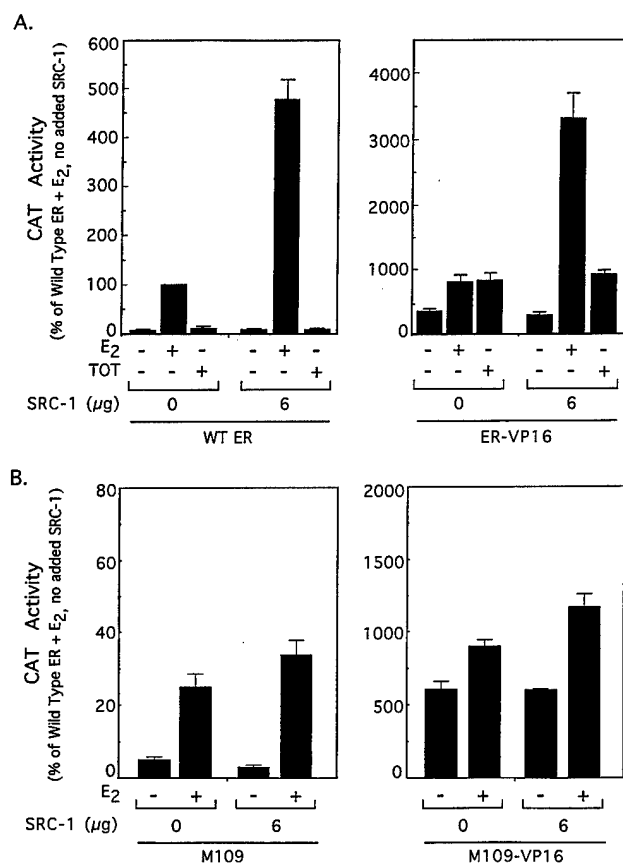 A.
CAT Activity
(% of Wild Type ER + E2, no added SRC-1)
600
500
400
300
200
100
0
4000
3000
2000
1000
0
E2 - + - - + - - + - - + -
TOT - - + - - + - - + - - +
SRC-1 (µg) 0 6 0 6
WT ER ER-VP16
B.
CAT Activity
(% of Wild Type ER + E2, no added SRC-1)
80
60
40
20
0
2000
1500
1000
500
0
E2 - + - + - + - +
SRC-1 (µg) 0 6 0 6
M109 M109-VP16